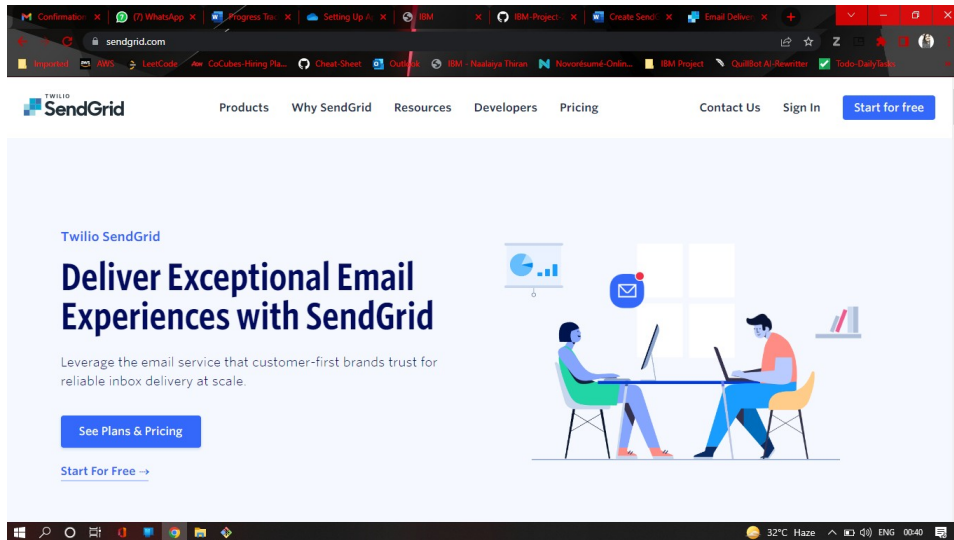 Confirmation
(7) WhatsApp
Progress Trac
Setting Up Ac
IBM
IBM-Project-
Create SendG
Email Deliver
sendgrid.com
Imported
AWS
LeetCode
CoCubes-Hiring Pla...
Cheat-Sheet
Outlook
IBM - Naalaiya Thiran
Novorésumé-Onlin...
IBM Project
QuillBot AI-Rewritter
Todo-DailyTasks
TWILIO
SendGrid
Products
Why SendGrid
Resources
Developers
Pricing
Contact Us
Sign In
Start for free
Twilio SendGrid
Deliver Exceptional Email
Experiences with SendGrid
Leverage the email service that customer-first brands trust for
reliable inbox delivery at scale.
See Plans & Pricing
Start For Free →
32°C Haze
ENG
00:40